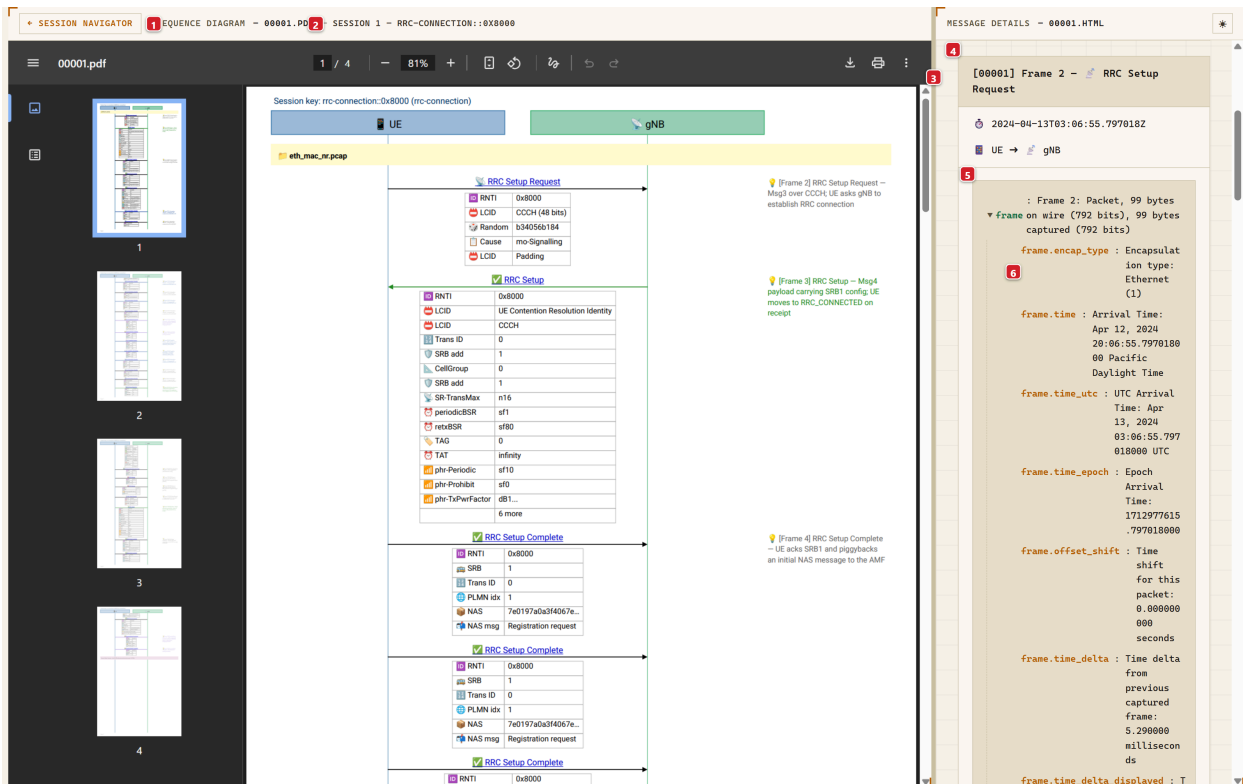 ← SESSION NAVIGATOR
1
EQUENCE DIAGRAM — 00001.PD
2
SESSION 1 — RRC-CONNECTION::0X8000
00001.pdf
1 / 4
81%
1
2
3
4
Session key: rrc-connection::0x8000 (rrc-connection)
UE
gNB
eth_mac_nr.pcap
RRC Setup Request
RNTI 0x8000
LCID CCCH (48 bits)
Random b34056b184
Cause mo-Signalling
LCID Padding
[Frame 2] RRC Setup Request —
Msg3 over CCCH; UE asks gNB to
establish RRC connection
RRC Setup
RNTI 0x8000
LCID UE Contention Resolution Identity
LCID CCCH
Trans ID 0
SRB add 1
CellGroup 0
SRB add 1
SR-TransMax n16
periodicBSR sf1
retxBSR sf80
TAG 0
TAT infinity
phr-Periodic sf10
phr-Prohibit sf0
phr-TxPwrFactor dB1...
6 more
[Frame 3] RRC Setup — Msg4
payload carrying SRB1 config; UE
moves to RRC_CONNECTED on
receipt
RRC Setup Complete
RNTI 0x8000
SRB 1
Trans ID 0
PLMN idx 1
NAS 7e0197a0a3f4067e...
NAS msg Registration request
[Frame 4] RRC Setup Complete
— UE acks SRB1 and piggybacks
an initial NAS message to the AMF
RRC Setup Complete
RNTI 0x8000
SRB 1
Trans ID 0
PLMN idx 1
NAS 7e0197a0a3f4067e...
NAS msg Registration request
RRC Setup Complete
RNTI 0x8000
MESSAGE DETAILS — 00001.HTML
4
3
[00001] Frame 2 — RRC Setup
Request
2024-04-13T03:06:55.797018Z
UE → gNB
5
: Frame 2: Packet, 99 bytes
frame on wire (792 bits), 99 bytes
captured (792 bits)
6
frame.encap_type : Encapsulat
ion type:
Ethernet
(1)
frame.time : Arrival Time:
Apr 12, 2024
20:06:55.7970180
00 Pacific
Daylight Time
frame.time_utc : UTC Arrival
Time: Apr
13, 2024
03:06:55.797
018000 UTC
frame.time_epoch : Epoch
Arrival
Time:
1712977615
.797018000
frame.offset_shift : Time
shift
for this
packet:
0.000000
000
seconds
frame.time_delta : Time delta
from
previous
captured
frame:
5.290000
millisecon
ds
frame.time_delta_displayed : T